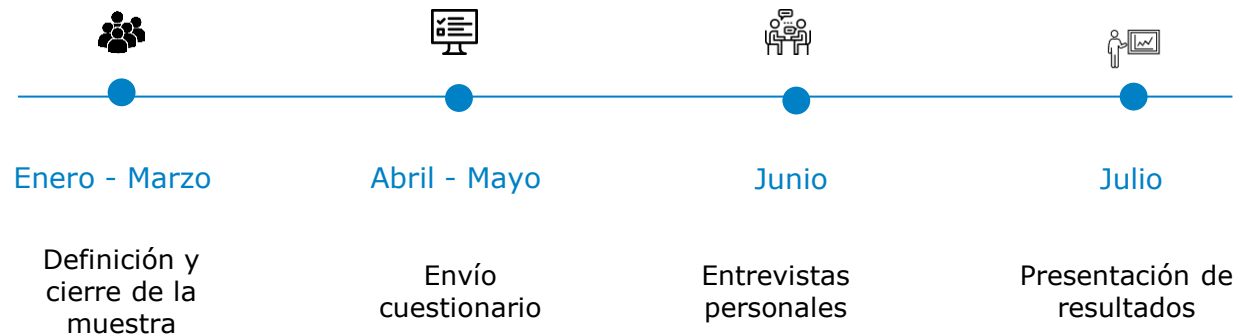 Enero - Marzo
Abril - Mayo
Junio
Julio
Definición y
cierre de la
muestra
Envío
cuestionario
Entrevistas
personales
Presentación de
resultados